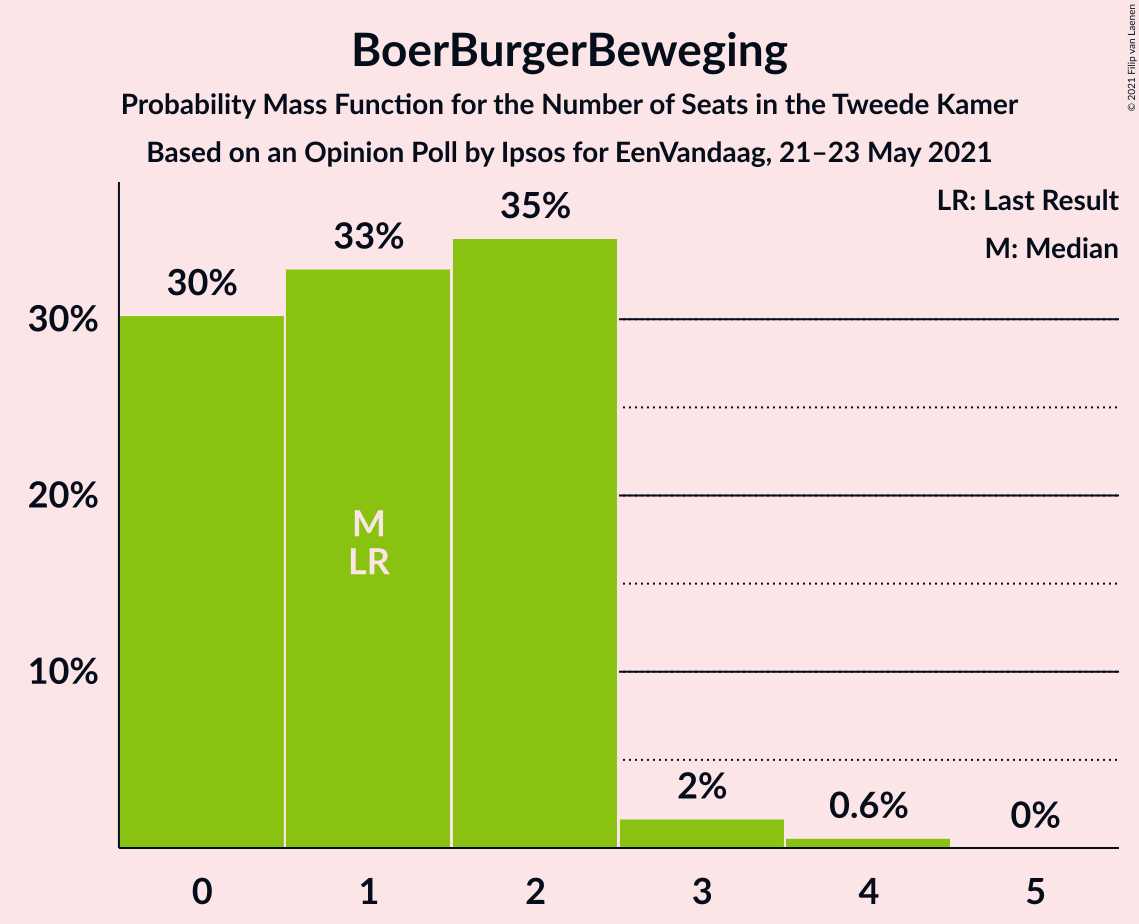 BoerBurgerBeweging
Probability Mass Function for the Number of Seats in the Tweede Kamer
Based on an Opinion Poll by Ipsos for EenVandaag, 21–23 May 2021
© 2021 Filip van Laenen
LR: Last Result
M: Median
30%
33%
35%
2%
0.6%
0%
30%
20%
10%
M
LR
0 1 2 3 4 5